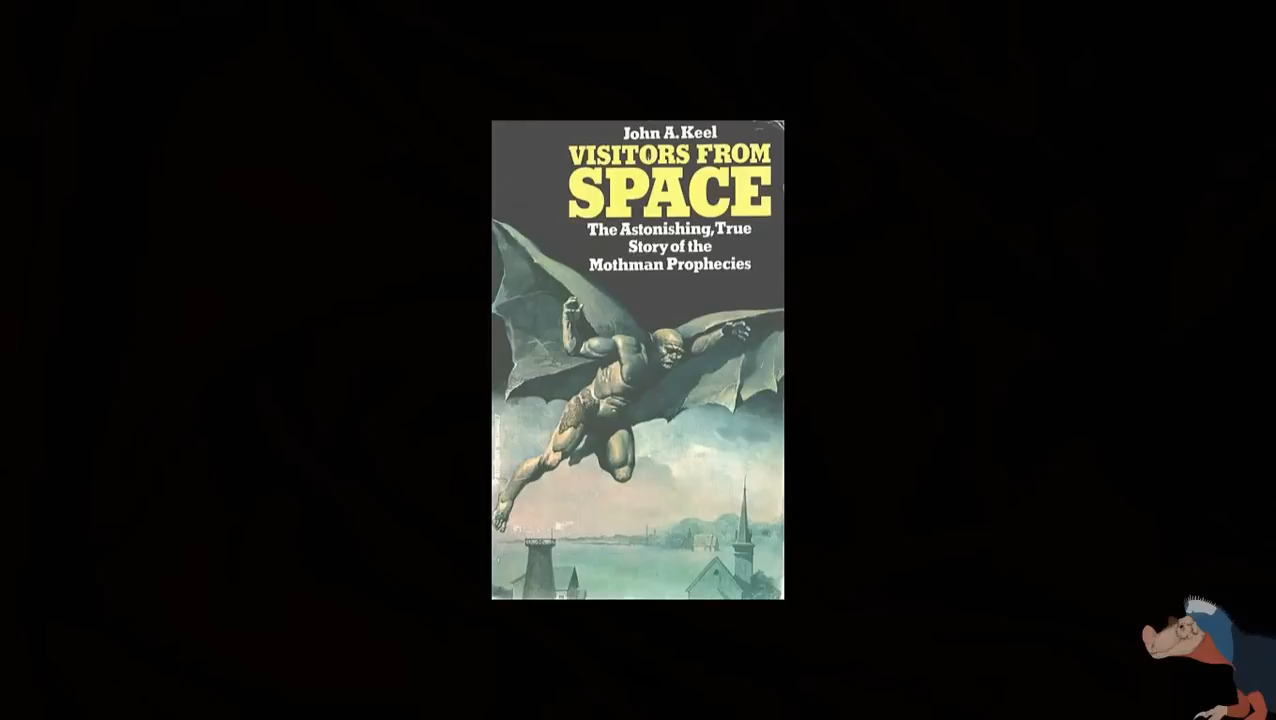 John A. Keel
VISITORS FROM
SPACE
The Astonishing, True
Story of the
Mothman Prophecies